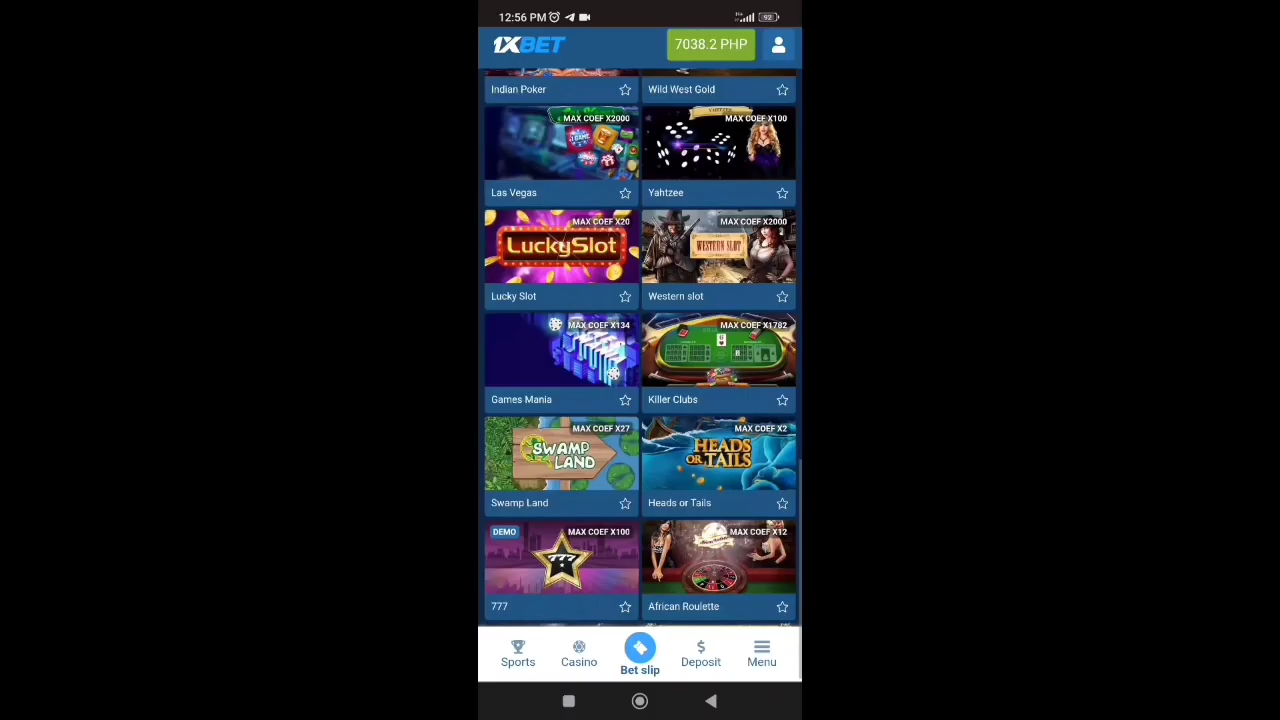 12:56 PM
92
1XBET
7038.2 PHP
Indian Poker
Wild West Gold
MAX COEF X2000
MAX COEF X100
Las Vegas
Yahtzee
MAX COEF X20
LuckySlot
MAX COEF X2000
WESTERN SLOT
Lucky Slot
Western slot
MAX COEF X134
MAX COEF X1782
Games Mania
Killer Clubs
MAX COEF X27
SWAMP
LAND
MAX COEF X2
HEADS
OR TAILS
Swamp Land
Heads or Tails
DEMO
MAX COEF X100
777
MAX COEF X12
777
African Roulette
Sports
Casino
Bet slip
Deposit
Menu